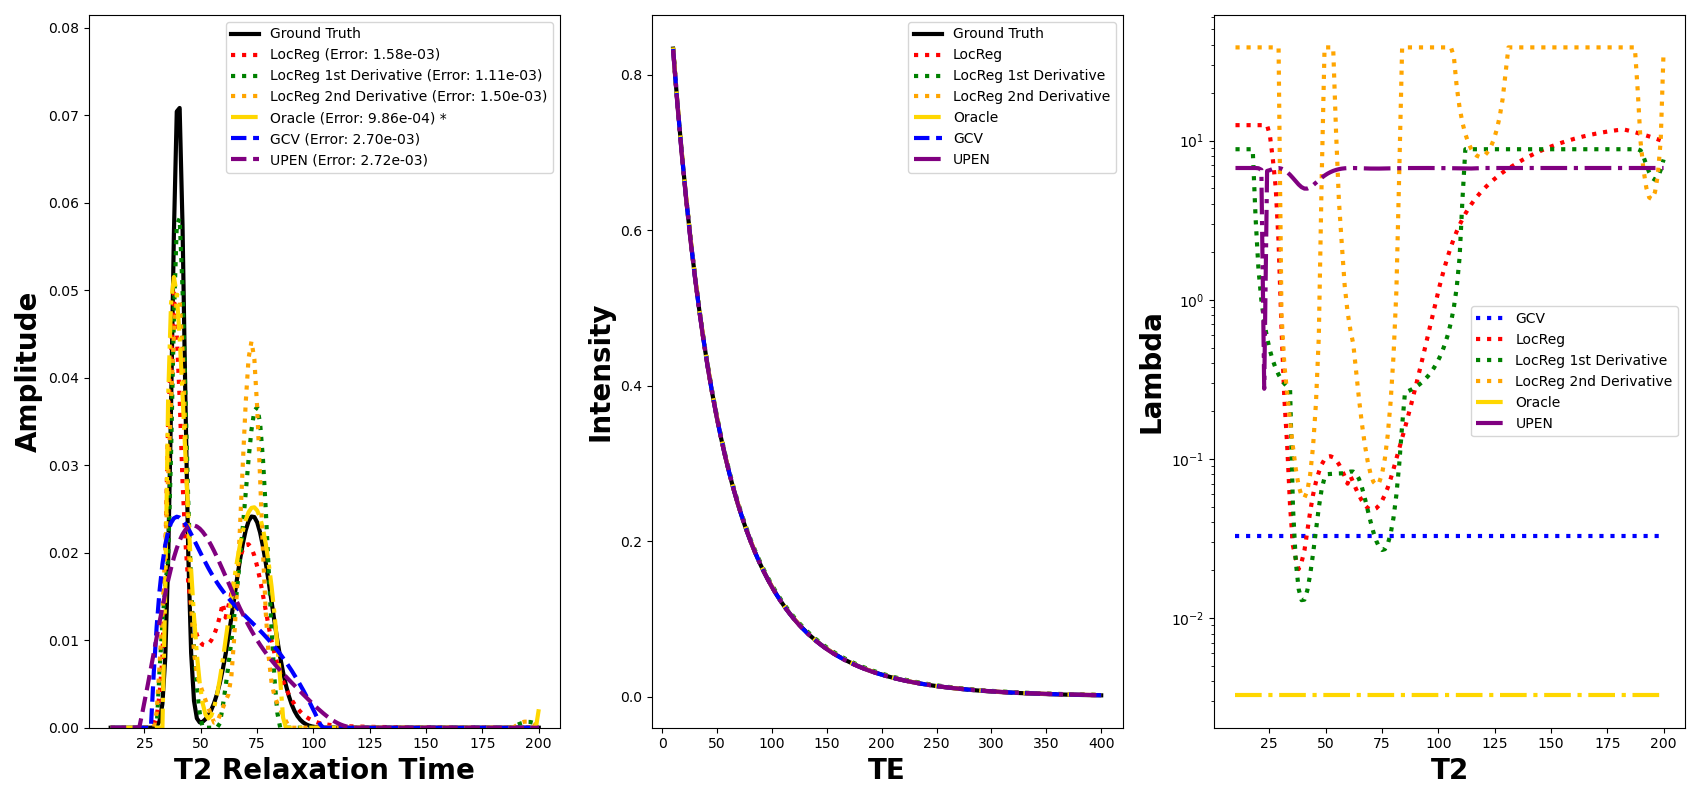 0.08
0.07
0.06
0.05
0.04
0.03
0.02
0.01
0.00
Amplitude
25 50 75 100 125 150 175 200
T2 Relaxation Time
Ground Truth
LocReg (Error: 1.58e-03)
LocReg 1st Derivative (Error: 1.11e-03)
LocReg 2nd Derivative (Error: 1.50e-03)
Oracle (Error: 9.86e-04) *
GCV (Error: 2.70e-03)
UPEN (Error: 2.72e-03)
0.8
0.6
0.4
0.2
0.0
Intensity
0 50 100 150 200 250 300 350 400
TE
Ground Truth
LocReg
LocReg 1st Derivative
LocReg 2nd Derivative
Oracle
GCV
UPEN
10¹
10⁰
10⁻¹
10⁻²
Lambda
25 50 75 100 125 150 175 200
T2
GCV
LocReg
LocReg 1st Derivative
LocReg 2nd Derivative
Oracle
UPEN